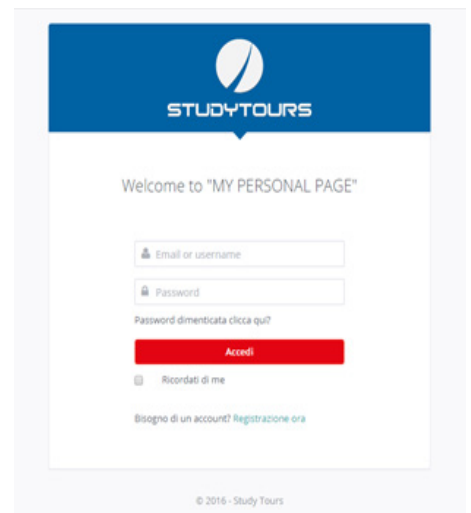 STUDYTOURS
Welcome to "MY PERSONAL PAGE"
Email or username
Password
Password dimenticata clicca qui?
Accedi
Ricordati di me
Bisogno di un account? Registrazione ora
© 2016 - Study Tours